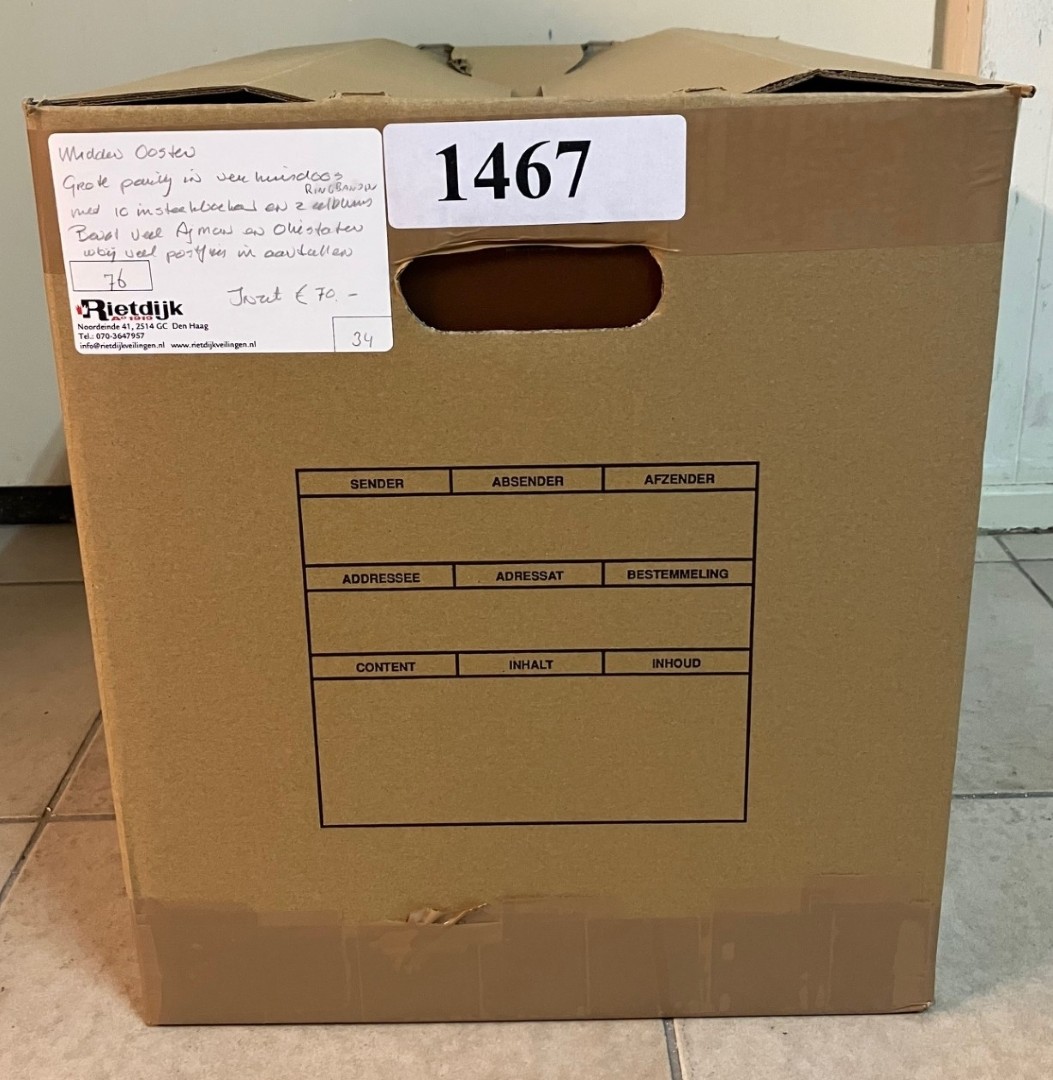 Midden Oosten
1467
Grote partij in verhuisdoos
RINGBANDEN
met 10 insteekboeken en 2 albums
Bevat veel Ajman en Oliestaten
waarbij veel postfris in aantallen
76
Inzet € 70.-
Rietdijk
A° 1919
Noordeinde 41, 2514 GC Den Haag
Tel.: 070-3647957
info@rietdijkveilingen.nl www.rietdijkveilingen.nl
34
SENDER ABSENDER AFZENDER
ADDRESSEE ADRESSAT BESTEMMELING
CONTENT INHALT INHOUD